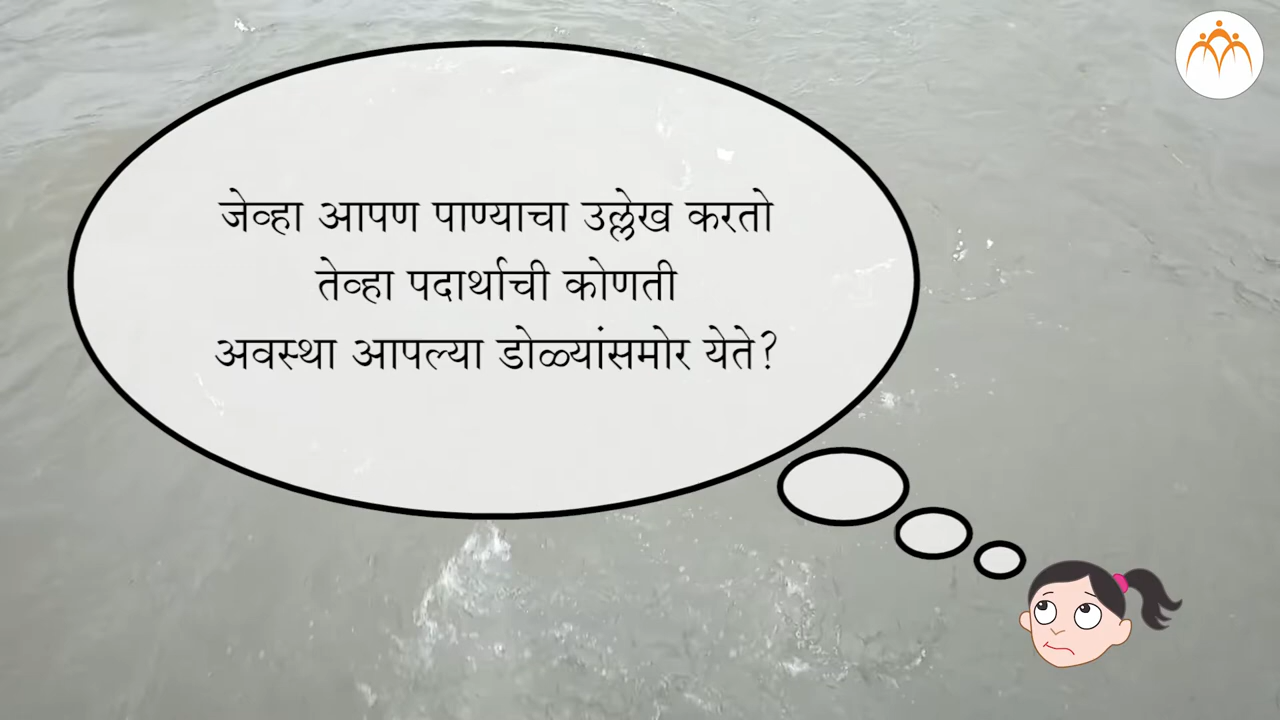 जेव्हा आपण पाण्याचा उल्लेख करतो
तेव्हा पदार्थाची कोणती
अवस्था आपल्या डोळ्यांसमोर येते?